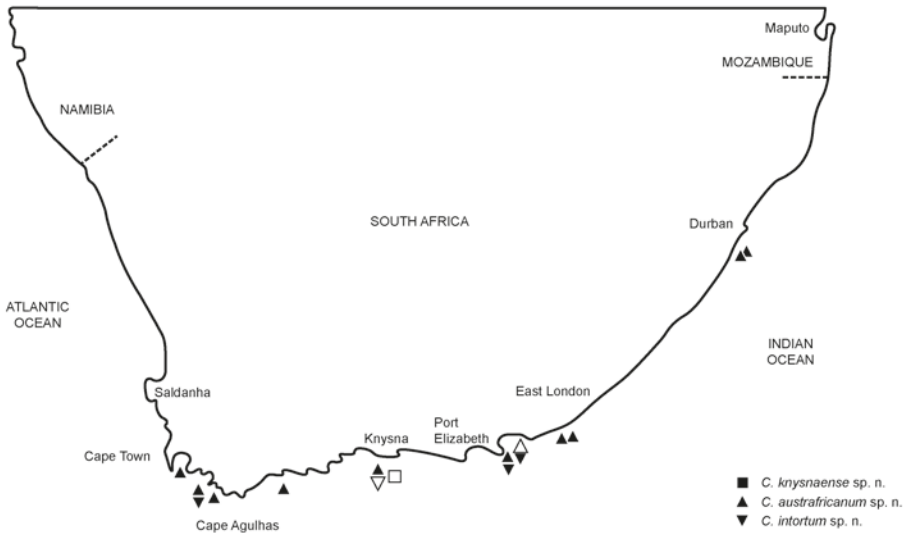 Maputo
MOZAMBIQUE
NAMIBIA
SOUTH AFRICA
Durban
ATLANTIC
OCEAN
INDIAN
OCEAN
Saldanha
East London
Port
Elizabeth
Knysna
Cape Town
Cape Agulhas
C. knysnaense sp. n.
C. austrafricanum sp. n.
C. intortum sp. n.